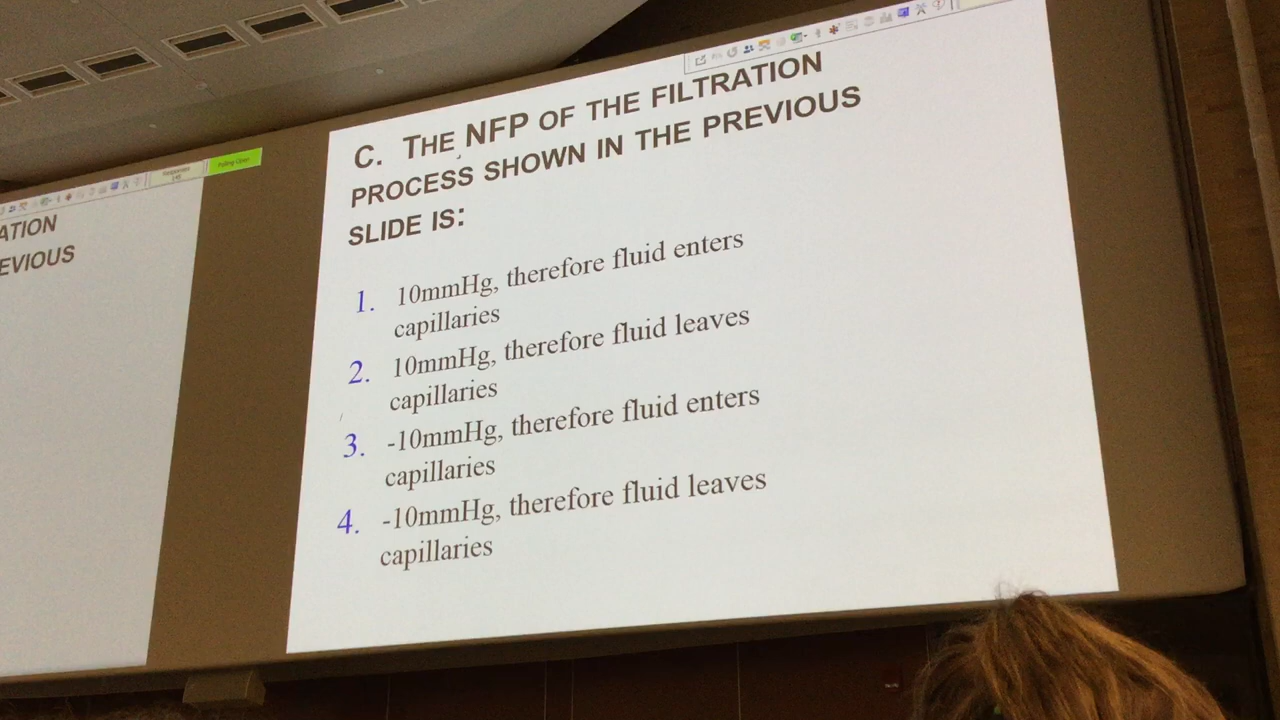 ATION
EVIOUS
Polling Open
C. THE NFP OF THE FILTRATION
PROCESS SHOWN IN THE PREVIOUS
SLIDE IS:
1. 10mmHg, therefore fluid enters
capillaries
2. 10mmHg, therefore fluid leaves
capillaries
3. -10mmHg, therefore fluid enters
capillaries
4. -10mmHg, therefore fluid leaves
capillaries